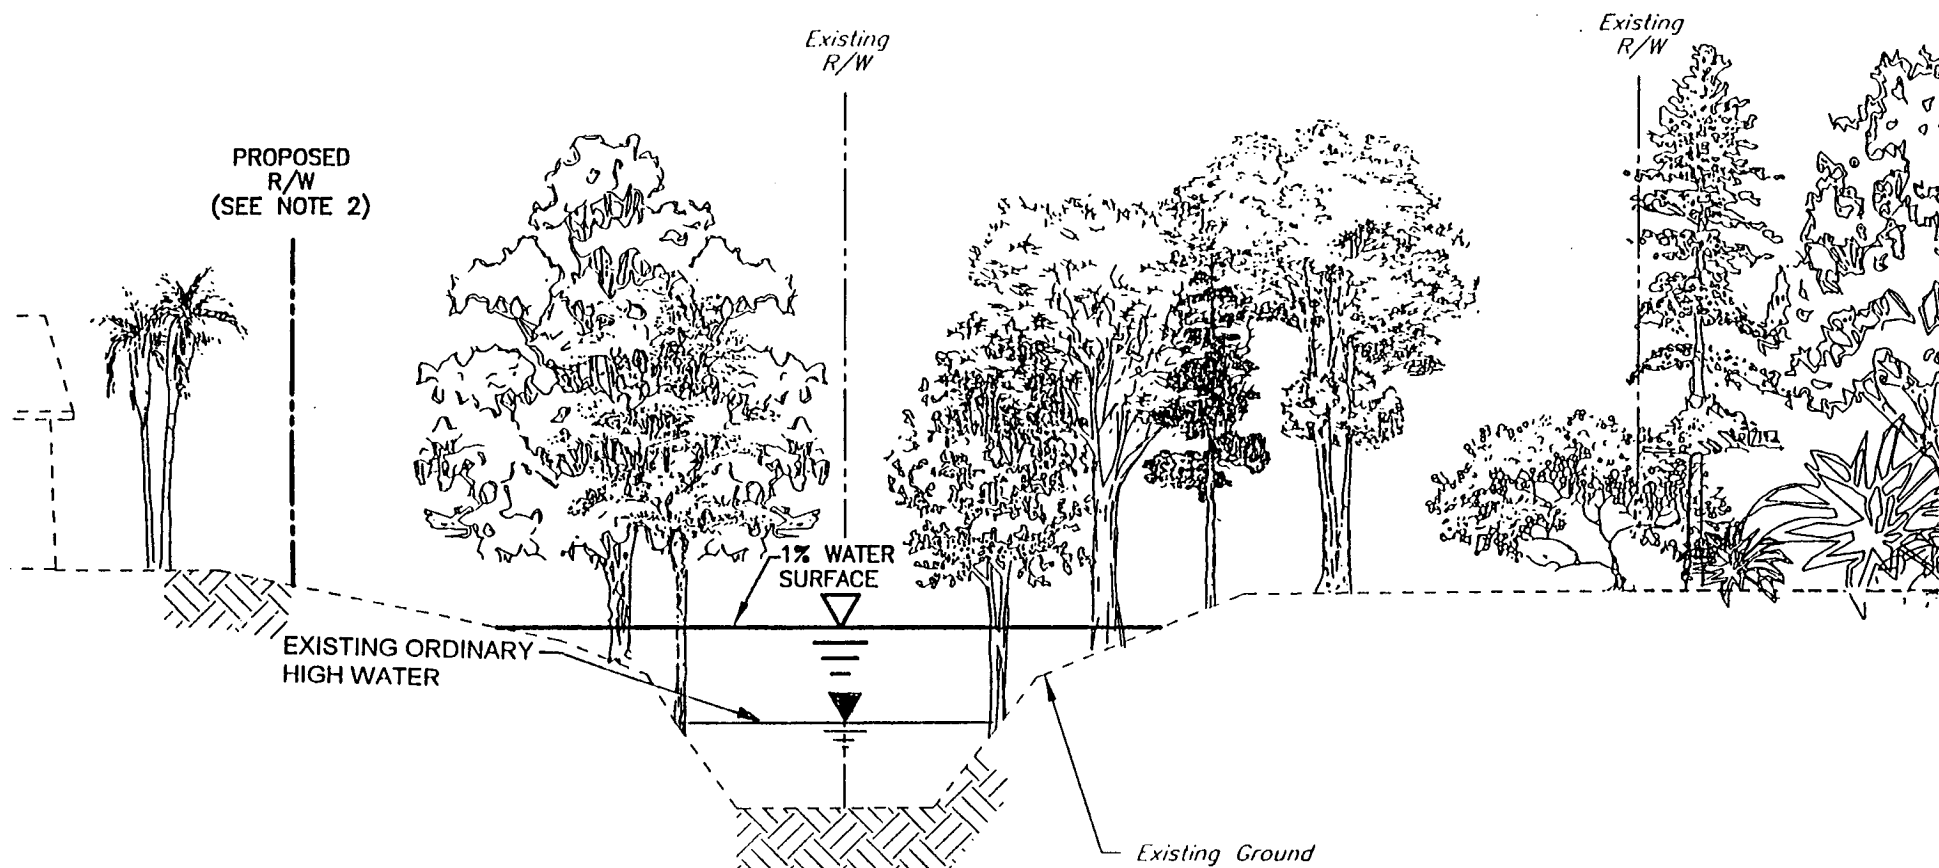 Existing
R/W
Existing
R/W
PROPOSED
R/W
(SEE NOTE 2)
1% WATER
SURFACE
EXISTING ORDINARY
HIGH WATER
Existing Ground